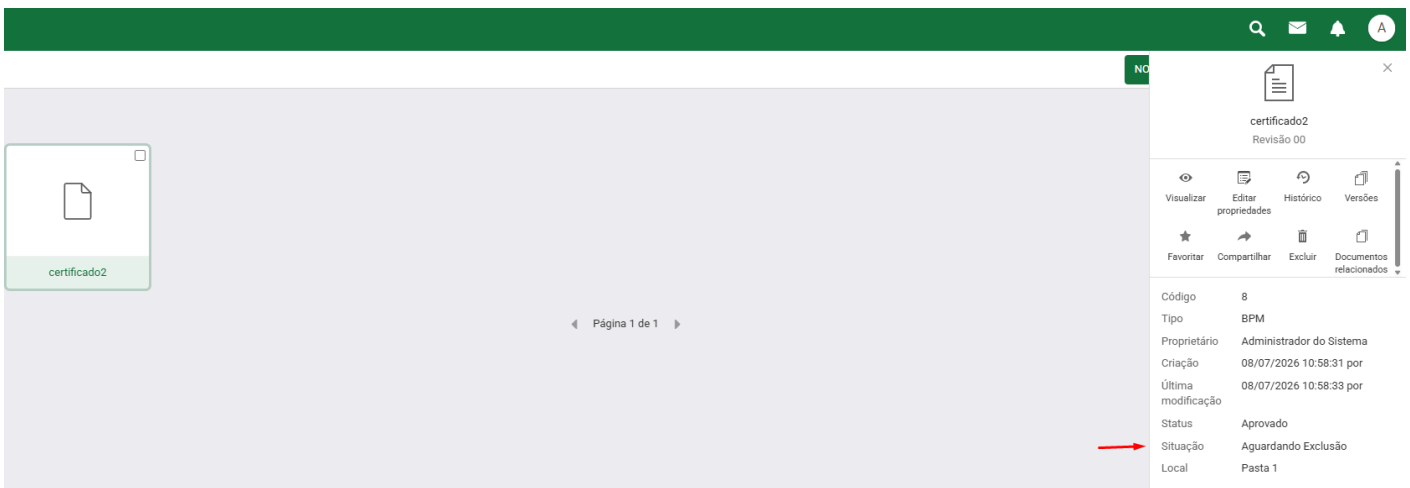 A
NO
certificado2
Revisão 00
Visualizar
Editar propriedades
Histórico
Versões
Favoritar
Compartilhar
Excluir
Documentos relacionados
certificado2
Página 1 de 1
Código 8
Tipo BPM
Proprietário Administrador do Sistema
Criação 08/07/2026 10:58:31 por
Última modificação 08/07/2026 10:58:33 por
Status Aprovado
Situação Aguardando Exclusão
Local Pasta 1